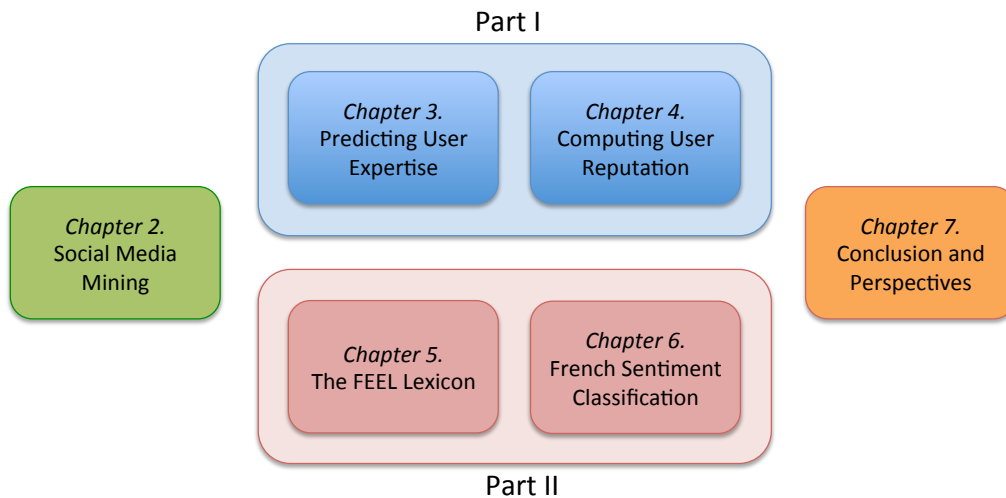 Part I
Chapter 3.
Predicting User
Expertise
Chapter 4.
Computing User
Reputation
Chapter 2.
Social Media
Mining
Chapter 7.
Conclusion and
Perspectives
Chapter 5.
The FEEL Lexicon
Chapter 6.
French Sentiment
Classification
Part II